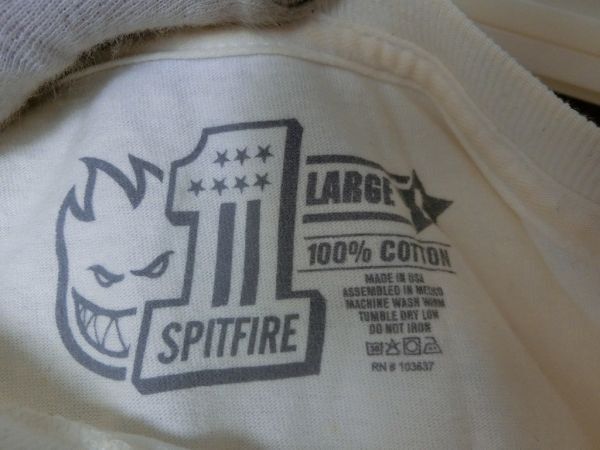 1
SPITFIRE
LARGE
L
100% COTTON
MADE IN USA
ASSEMBLED IN MEXICO
MACHINE WASH WARM
TUMBLE DRY LOW
DO NOT IRON
RN # 103637